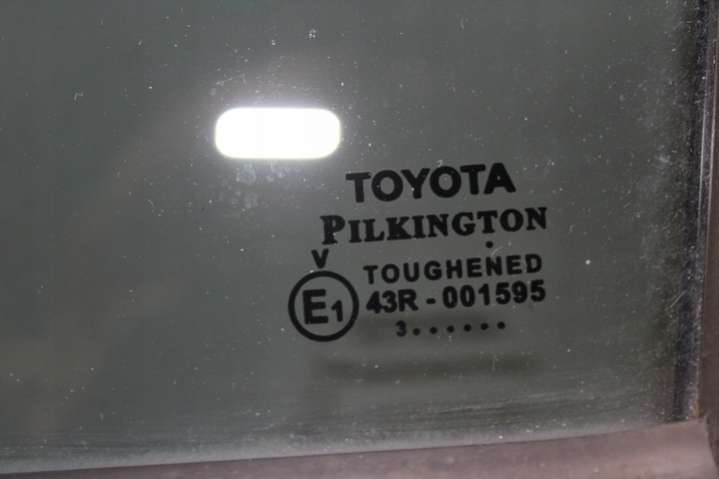 TOYOTA
PILKINGTON
V
TOUGHENED
E1 43R - 001595
3 . . . . . .